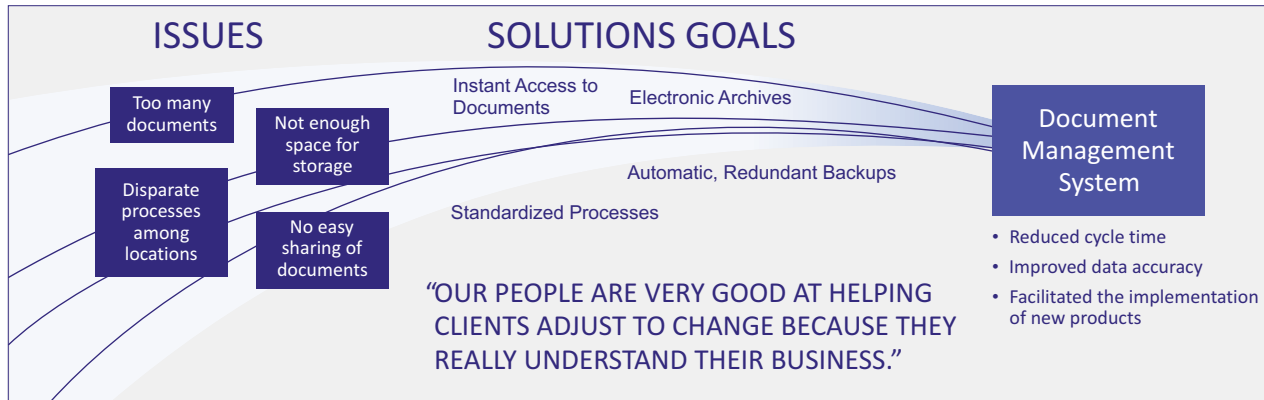 ISSUES
Too many
documents
Not enough
space for
storage
Disparate
processes
among
locations
No easy
sharing of
documents
SOLUTIONS GOALS
Instant Access to
Documents
Electronic Archives
Automatic, Redundant Backups
Standardized Processes
“OUR PEOPLE ARE VERY GOOD AT HELPING
CLIENTS ADJUST TO CHANGE BECAUSE THEY
REALLY UNDERSTAND THEIR BUSINESS.”
Document
Management
System
• Reduced cycle time
• Improved data accuracy
• Facilitated the implementation
of new products